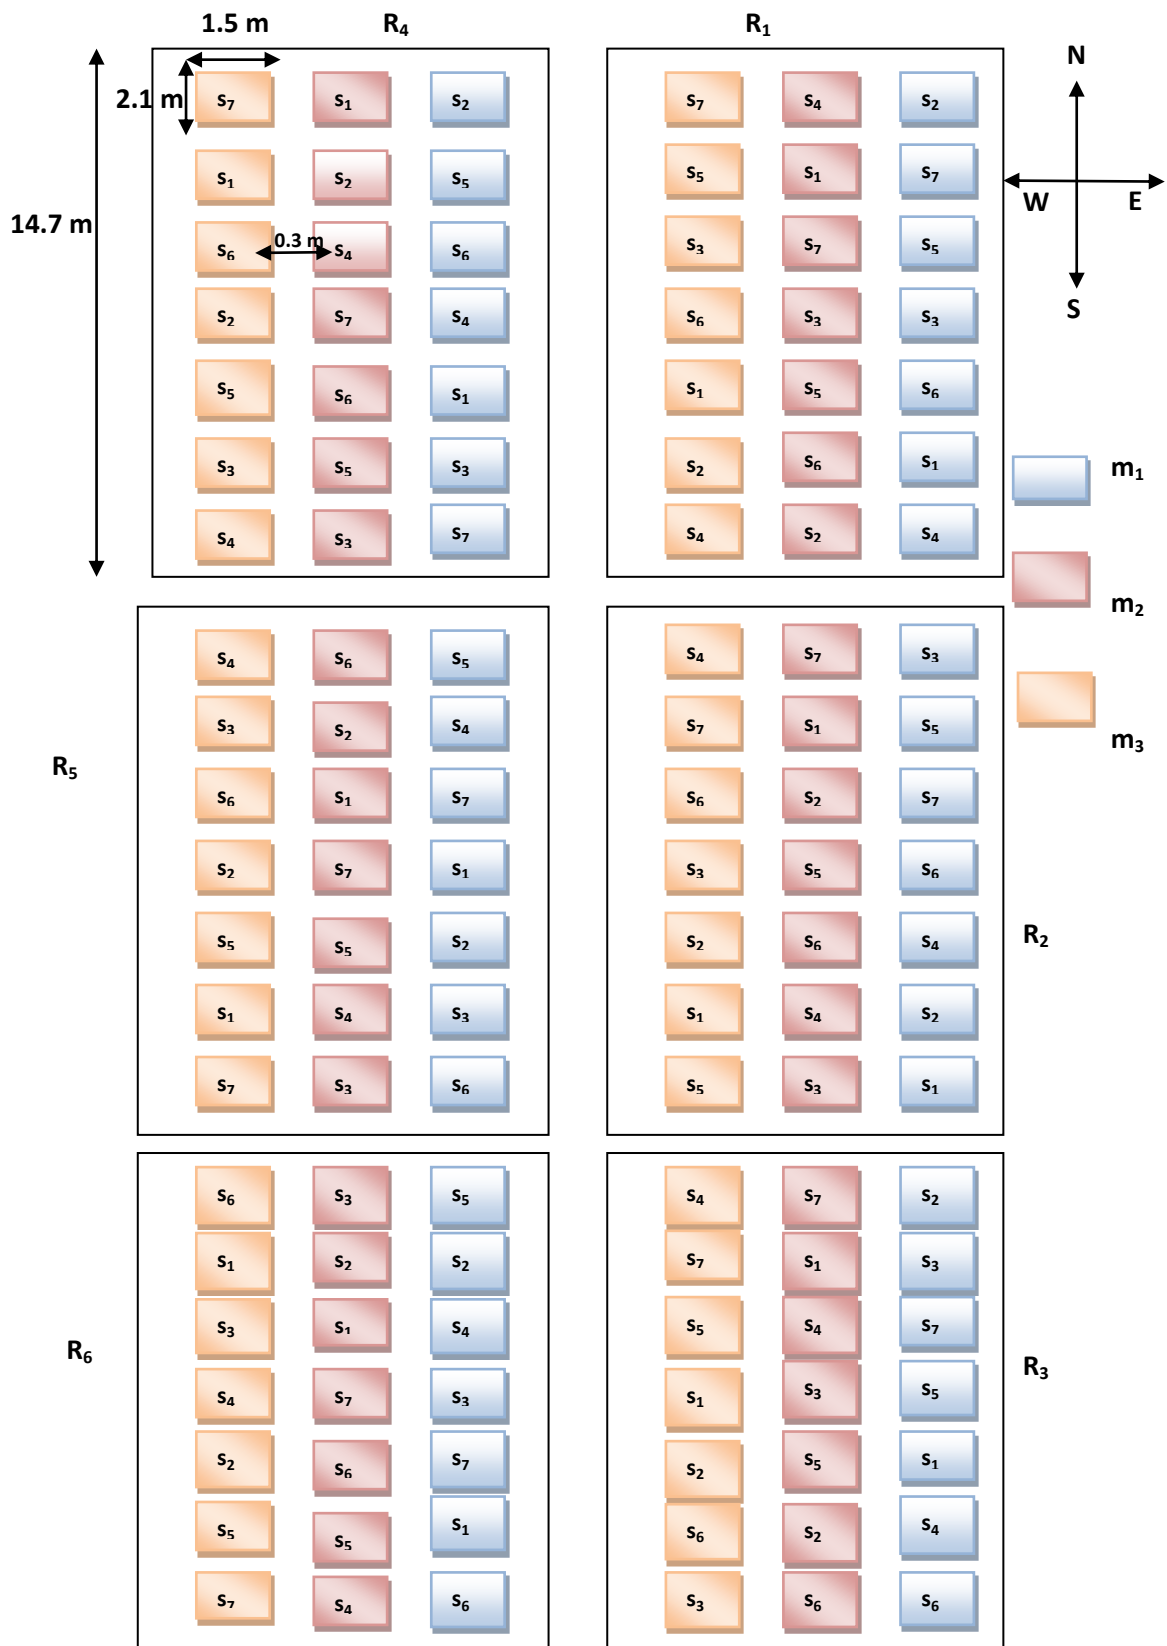 1.5 m R₄ R₁
N
2.1 m s₇ s₁ s₂ s₇ s₄ s₂
s₁ s₂ s₅ s₅ s₁ s₇
W E
14.7 m
s₆ 0.3 m s₄ s₆ s₃ s₇ s₅
S
s₂ s₇ s₄ s₆ s₃ s₃
s₅ s₆ s₁ s₁ s₅ s₆
s₃ s₅ s₃ s₂ s₆ s₁ m₁
s₄ s₃ s₇ s₄ s₂ s₄
m₂
s₄ s₆ s₅ s₄ s₇ s₃
s₃ s₂ s₄ s₇ s₁ s₅
m₃
R₅
s₆ s₁ s₇ s₆ s₂ s₇
s₂ s₇ s₁ s₃ s₅ s₆
s₅ s₅ s₂ s₂ s₆ s₄ R₂
s₁ s₄ s₃ s₁ s₄ s₂
s₇ s₃ s₆ s₅ s₃ s₁
s₆ s₃ s₅ s₄ s₇ s₂
s₁ s₂ s₂ s₇ s₁ s₃
s₃ s₁ s₄ s₅ s₄ s₇
R₆ R₃
s₄ s₇ s₃ s₁ s₃ s₅
s₂ s₆ s₇ s₂ s₅ s₁
s₅ s₅ s₁ s₆ s₂ s₄
s₇ s₄ s₆ s₃ s₆ s₆